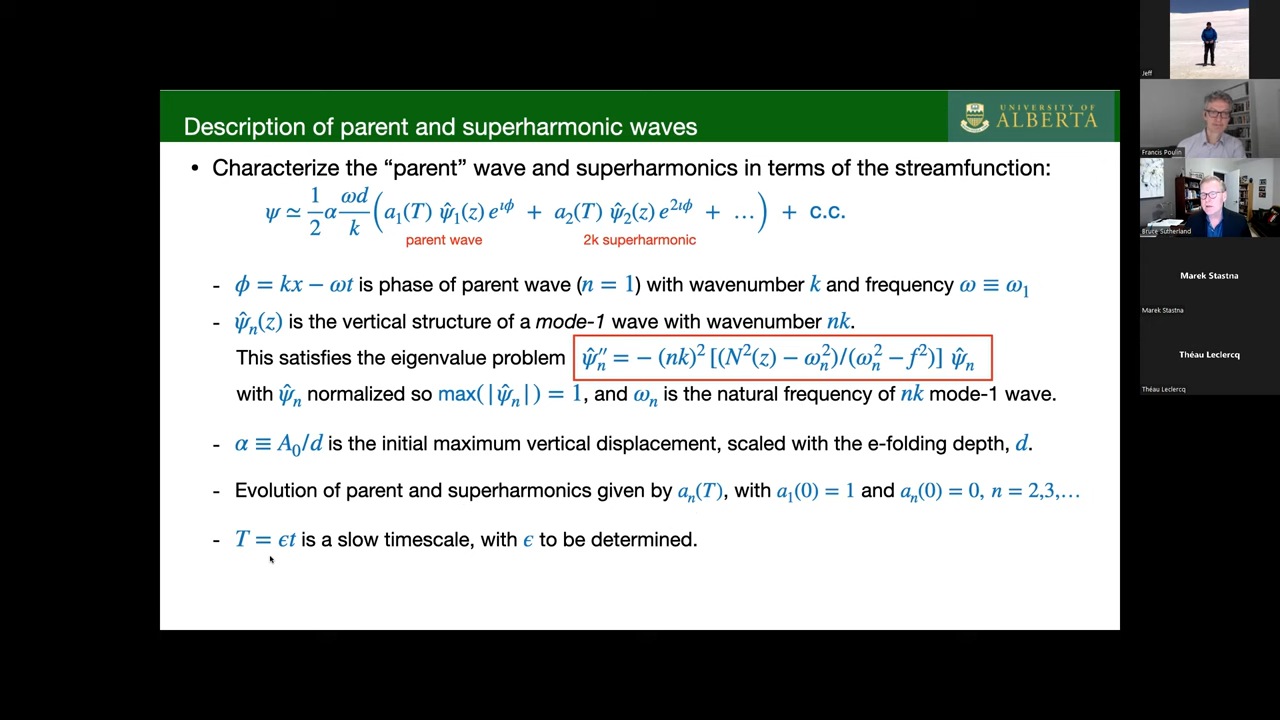 Description of parent and superharmonic waves
UNIVERSITY OF
ALBERTA
• Characterize the “parent” wave and superharmonics in terms of the streamfunction:
ψ ≃ 1/2 α ωd/k (a₁(T) ψ̂₁(z) e^{ıϕ} + a₂(T) ψ̂₂(z) e^{2ıϕ} + …) + c.c.
parent wave 2k superharmonic
- ϕ = kx − ωt is phase of parent wave (n = 1) with wavenumber k and frequency ω ≡ ω₁
- ψ̂ₙ(z) is the vertical structure of a mode-1 wave with wavenumber nk.
This satisfies the eigenvalue problem ψ̂ₙ′′ = − (nk)² [(N²(z) − ωₙ²)/(ωₙ² − f²)] ψ̂ₙ
with ψ̂ₙ normalized so max(|ψ̂ₙ|) = 1, and ωₙ is the natural frequency of nk mode-1 wave.
- α ≡ A₀/d is the initial maximum vertical displacement, scaled with the e-folding depth, d.
- Evolution of parent and superharmonics given by aₙ(T), with a₁(0) = 1 and aₙ(0) = 0, n = 2,3,…
- T = ϵt is a slow timescale, with ϵ to be determined.
Jeff
Francis Poulin
Bruce Sutherland
Marek Stastna
Marek Stastna
Théau Leclercq
Théau Leclercq